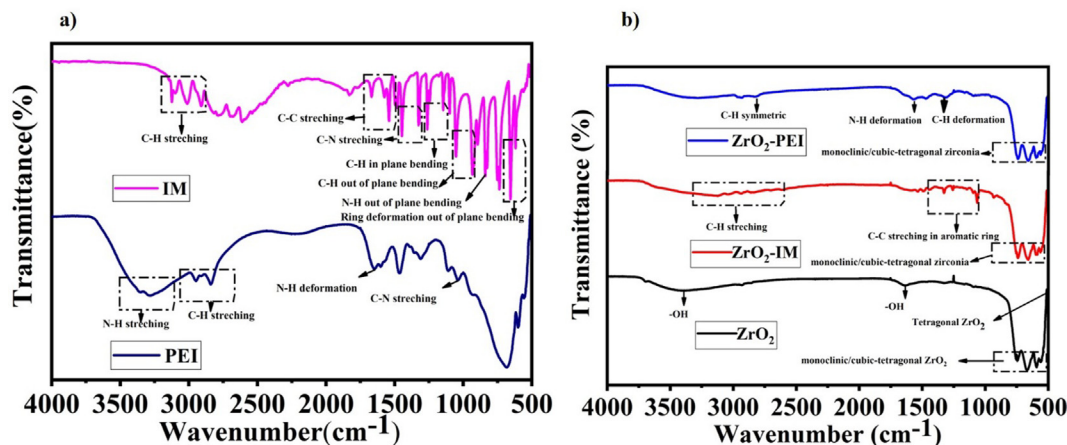 a)
Transmittance(%)
C-H streching
C-C streching
C-N streching
C-H in plane bending
C-H out of plane bending
N-H out of plane bending
Ring deformation out of plane bending
IM
N-H deformation
C-N streching
N-H streching
C-H streching
PEI
4000 3500 3000 2500 2000 1500 1000 500
Wavenumber(cm-1)
b)
Transmittance (%)
C-H symmetric
N-H deformation
C-H deformation
ZrO2-PEI
monoclinic/cubic-tetragonal zirconia
C-H streching
C-C streching in aromatic ring
ZrO2-IM
monoclinic/cubic-tetragonal zirconia
-OH
-OH
Tetragonal ZrO2
ZrO2
monoclinic/cubic-tetragonal ZrO2
4000 3500 3000 2500 2000 1500 1000 500
Wavenumber (cm-1)